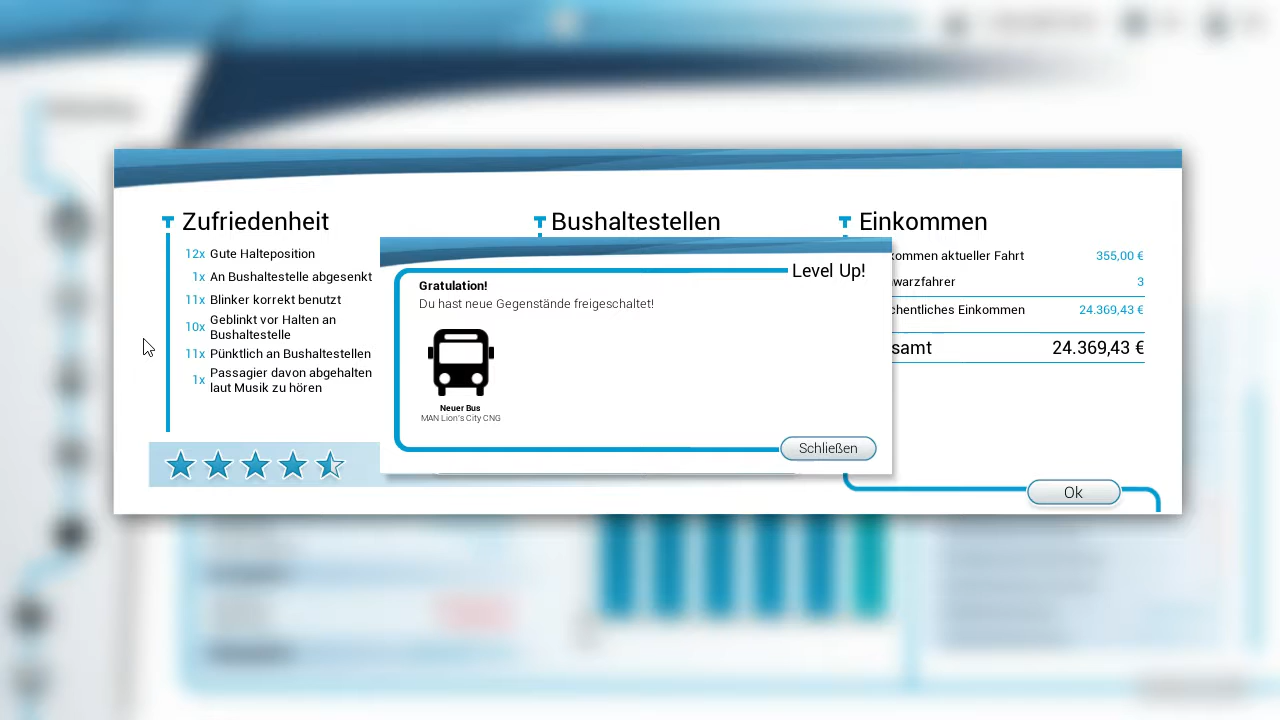 Zufriedenheit
12x Gute Halteposition
1x An Bushaltestelle abgesenkt
11x Blinker korrekt benutzt
10x Geblinkt vor Halten an
Bushaltestelle
11x Pünktlich an Bushaltestellen
1x Passagier davon abgehalten
laut Musik zu hören
Bushaltestellen
Level Up!
Gratulation!
Du hast neue Gegenstände freigeschaltet!
Neuer Bus
MAN Lion's City CNG
Schließen
Einkommen
kommen aktueller Fahrt 355,00 €
warzfahrer 3
chentliches Einkommen 24.369,43 €
samt 24.369,43 €
Ok